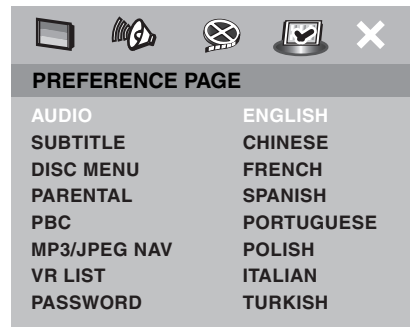 PREFERENCE PAGE
AUDIO ENGLISH
SUBTITLE CHINESE
DISC MENU FRENCH
PARENTAL SPANISH
PBC PORTUGUESE
MP3/JPEG NAV POLISH
VR LIST ITALIAN
PASSWORD TURKISH